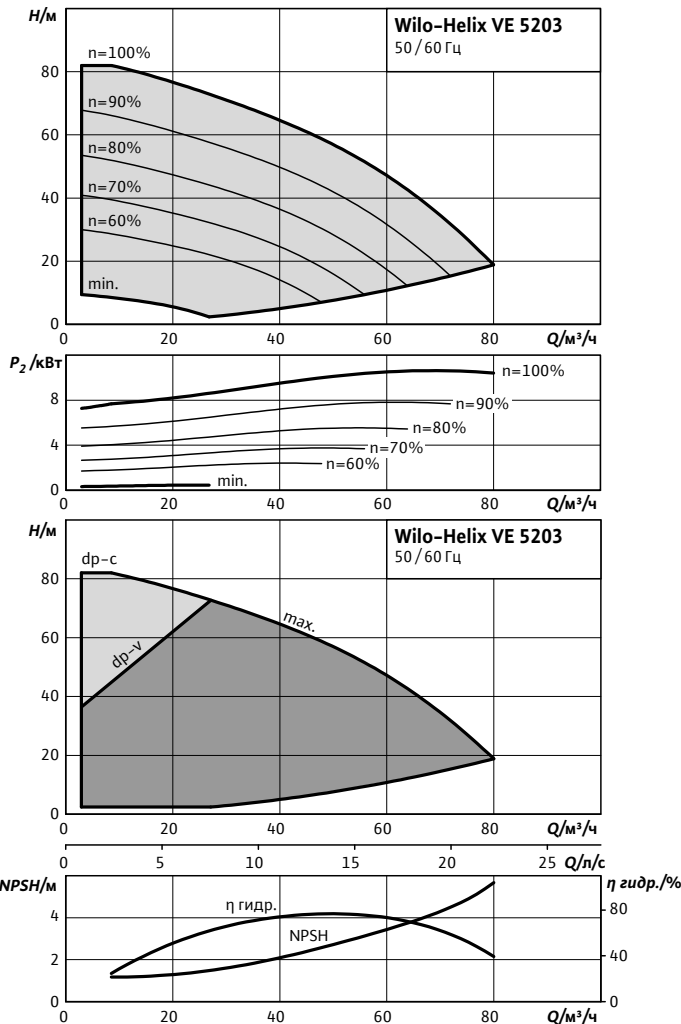 H/м
Wilo-Helix VE 5203
50/60 Гц
n=100%
80
n=90%
60
n=80%
n=70%
40
n=60%
20
min.
0
0 20 40 60 80 Q/м³/ч
P2/кВт
n=100%
8
n=90%
n=80%
4
n=70%
n=60%
min.
0
0 20 40 60 80 Q/м³/ч
H/м
Wilo-Helix VE 5203
50/60 Гц
dp-c
80
max.
60
dp-v
40
20
0
0 20 40 60 80 Q/м³/ч
0 5 10 15 20 25 Q/л/с
NPSH/м
η гидр./%
η гидр.
80
4
NPSH
2
40
0
0
0 20 40 60 80 Q/м³/ч